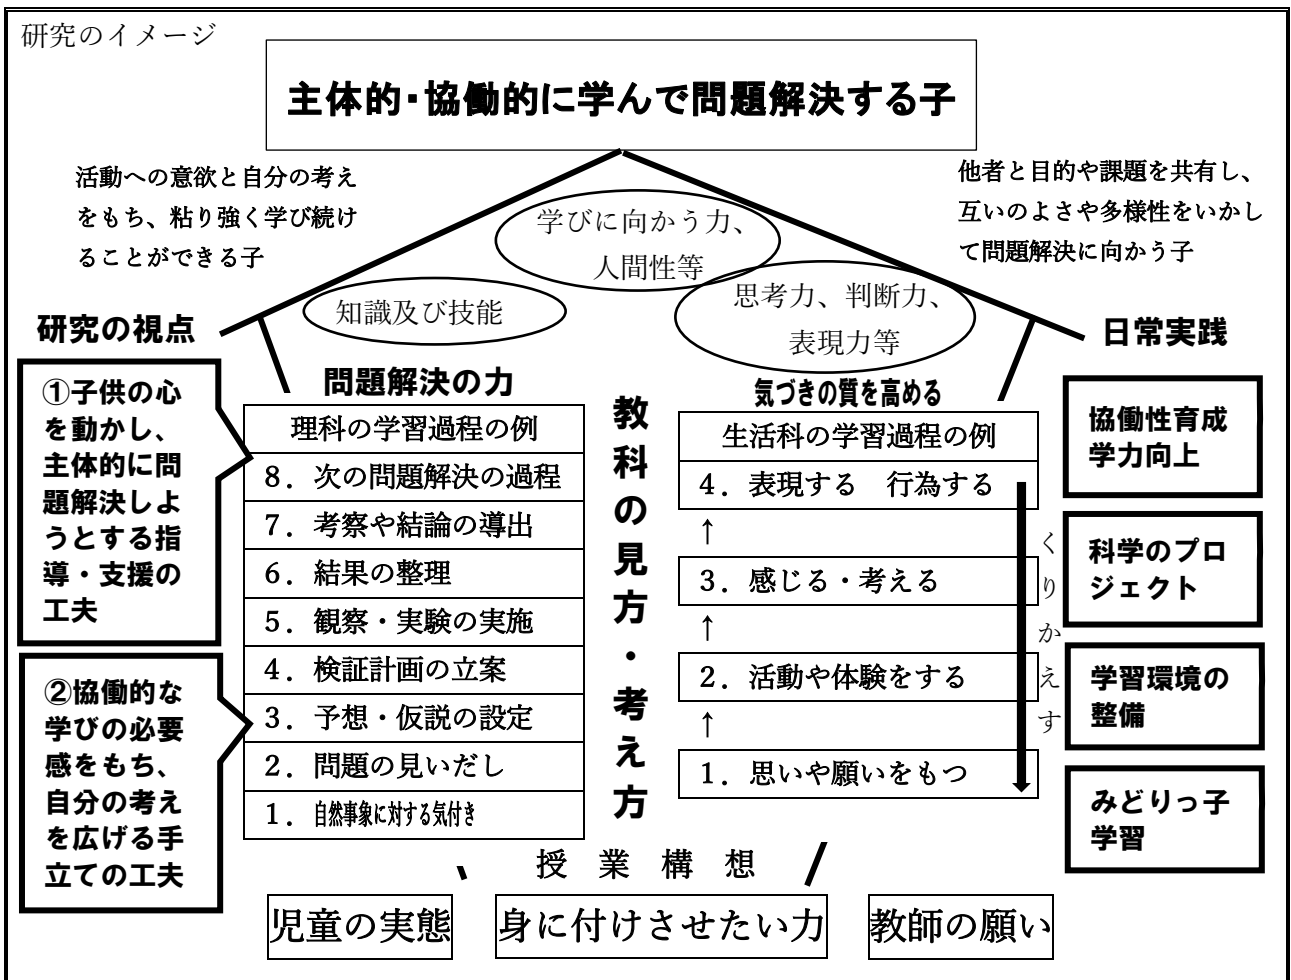 研究のイメージ
主体的・協働的に学んで問題解決する子
活動への意欲と自分の考え
をもち、粘り強く学び続け
ることができる子
他者と目的や課題を共有し、
互いのよさや多様性をいかし
て問題解決に向かう子
学びに向かう力、
人間性等
知識及び技能
思考力、判断力、
表現力等
研究の視点
①子供の心
を動かし、
主体的に問
題解決しよ
うとする指
導・支援の
工夫
②協働的な
学びの必要
感をもち、
自分の考え
を広げる手
立ての工夫
問題解決の力
理科の学習過程の例
8．次の問題解決の過程
7．考察や結論の導出
6．結果の整理
5．観察・実験の実施
4．検証計画の立案
3．予想・仮説の設定
2．問題の見いだし
1．自然事象に対する気付き
教科の見方・考え方
気づきの質を高める
生活科の学習過程の例
4．表現する　行為する
↑
3．感じる・考える
↑
2．活動や体験をする
↑
1．思いや願いをもつ
くりかえす
日常実践
協働性育成
学力向上
科学のプロ
ジェクト
学習環境の
整備
みどりっ子
学習
授業構想
児童の実態
身に付けさせたい力
教師の願い